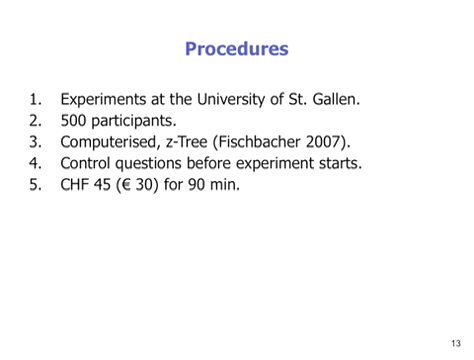 Procedures
1. Experiments at the University of St. Gallen.
2. 500 participants.
3. Computerised, z-Tree (Fischbacher 2007).
4. Control questions before experiment starts.
5. CHF 45 (€ 30) for 90 min.
13